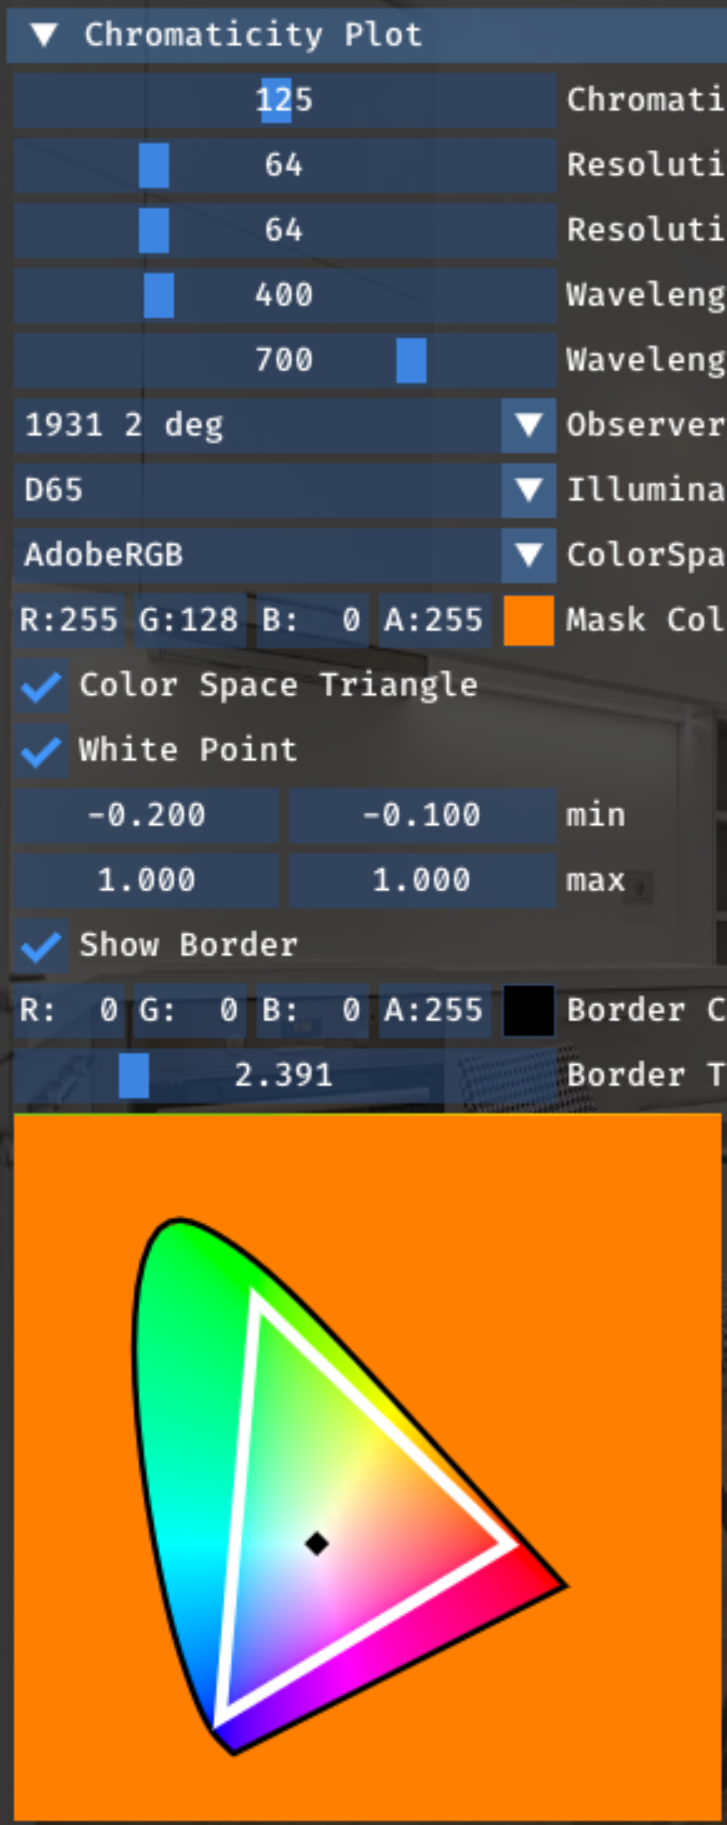 Chromaticity Plot
125 Chromati
64 Resoluti
64 Resoluti
400 Waveleng
700 Waveleng
1931 2 deg Observer
D65 Illumina
AdobeRGB ColorSpa
R:255 G:128 B: 0 A:255 Mask Col
Color Space Triangle
White Point
-0.200 -0.100 min
1.000 1.000 max
Show Border
R: 0 G: 0 B: 0 A:255 Border C
2.391 Border T